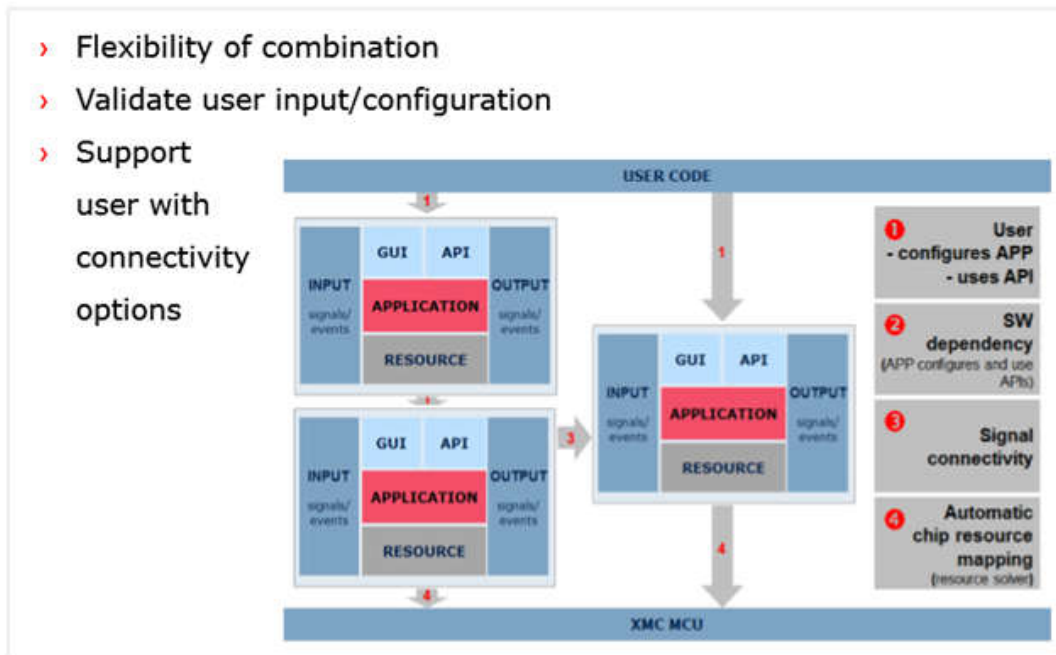 › Flexibility of combination
› Validate user input/configuration
› Support
user with
connectivity
options
USER CODE
1
1
INPUT
signals/
events
GUI
API
APPLICATION
RESOURCE
OUTPUT
signals/
events
INPUT
signals/
events
GUI
API
APPLICATION
RESOURCE
OUTPUT
signals/
events
3
INPUT
signals/
events
GUI
API
APPLICATION
RESOURCE
OUTPUT
signals/
events
4
4
XMC MCU
1 User
- configures APP
- uses API
2 SW
dependency
(APP configures and use
APIs)
3 Signal
connectivity
4 Automatic
chip resource
mapping
(resource solver)